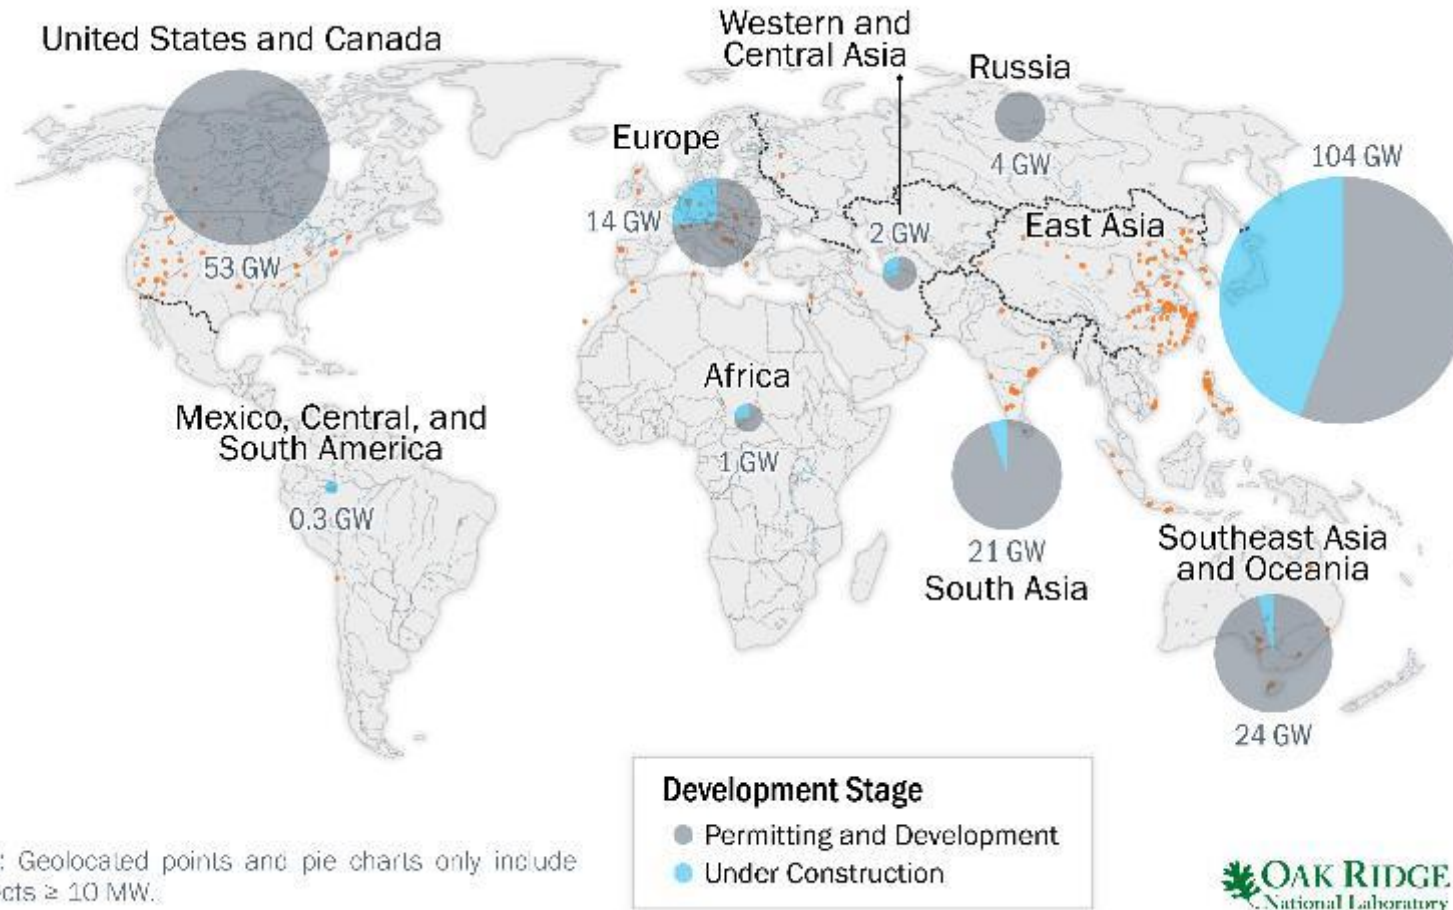 United States and Canada
53 GW
Western and
Central Asia
2 GW
Russia
4 GW
Europe
14 GW
East Asia
104 GW
Africa
1 GW
Mexico, Central, and
South America
0.3 GW
21 GW
South Asia
Southeast Asia
and Oceania
24 GW
Development Stage
Permitting and Development
Under Construction
: Geolocated points and pie charts only include
cts ≥ 10 MW.
OAK RIDGE
National Laboratory